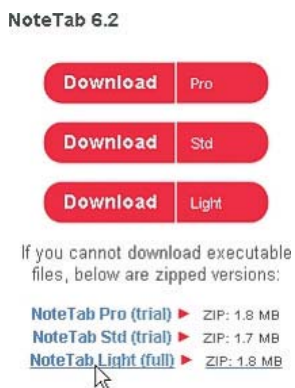 NoteTab 6.2
Download Pro
Download Std
Download Light
If you cannot download executable
files, below are zipped versions:
NoteTab Pro (trial) ► ZIP: 1.8 MB
NoteTab Std (trial) ► ZIP: 1.7 MB
NoteTab Light (full) ► ZIP: 1.8 MB